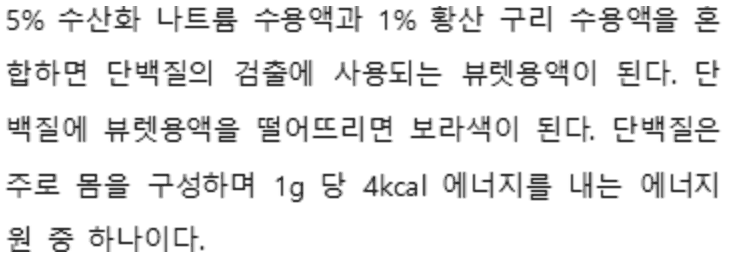 5% 수산화 나트륨 수용액과 1% 황산 구리 수용액을 혼
합하면 단백질의 검출에 사용되는 뷰렛용액이 된다. 단
백질에 뷰렛용액을 떨어뜨리면 보라색이 된다. 단백질은
주로 몸을 구성하며 1g 당 4kcal 에너지를 내는 에너지
원 중 하나이다.